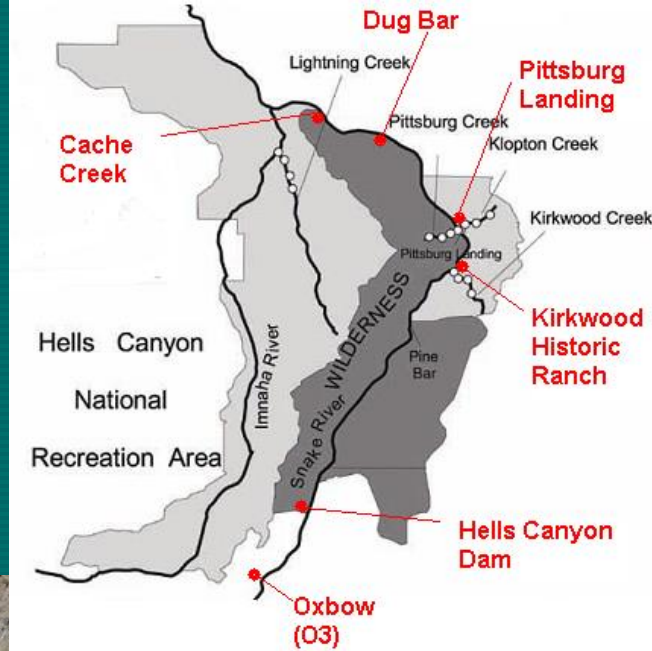 Dug Bar
Lightning Creek
Pittsburg
Landing
Cache
Creek
Pittsburg Creek
Klopton Creek
Kirkwood Creek
Pittsburg Landing
Kirkwood
Historic
Ranch
WILDERNESS
Hells Canyon
National
Recreation Area
Imnaha River
Pine
Bar
Snake River
Hells Canyon
Dam
Oxbow
(O3)